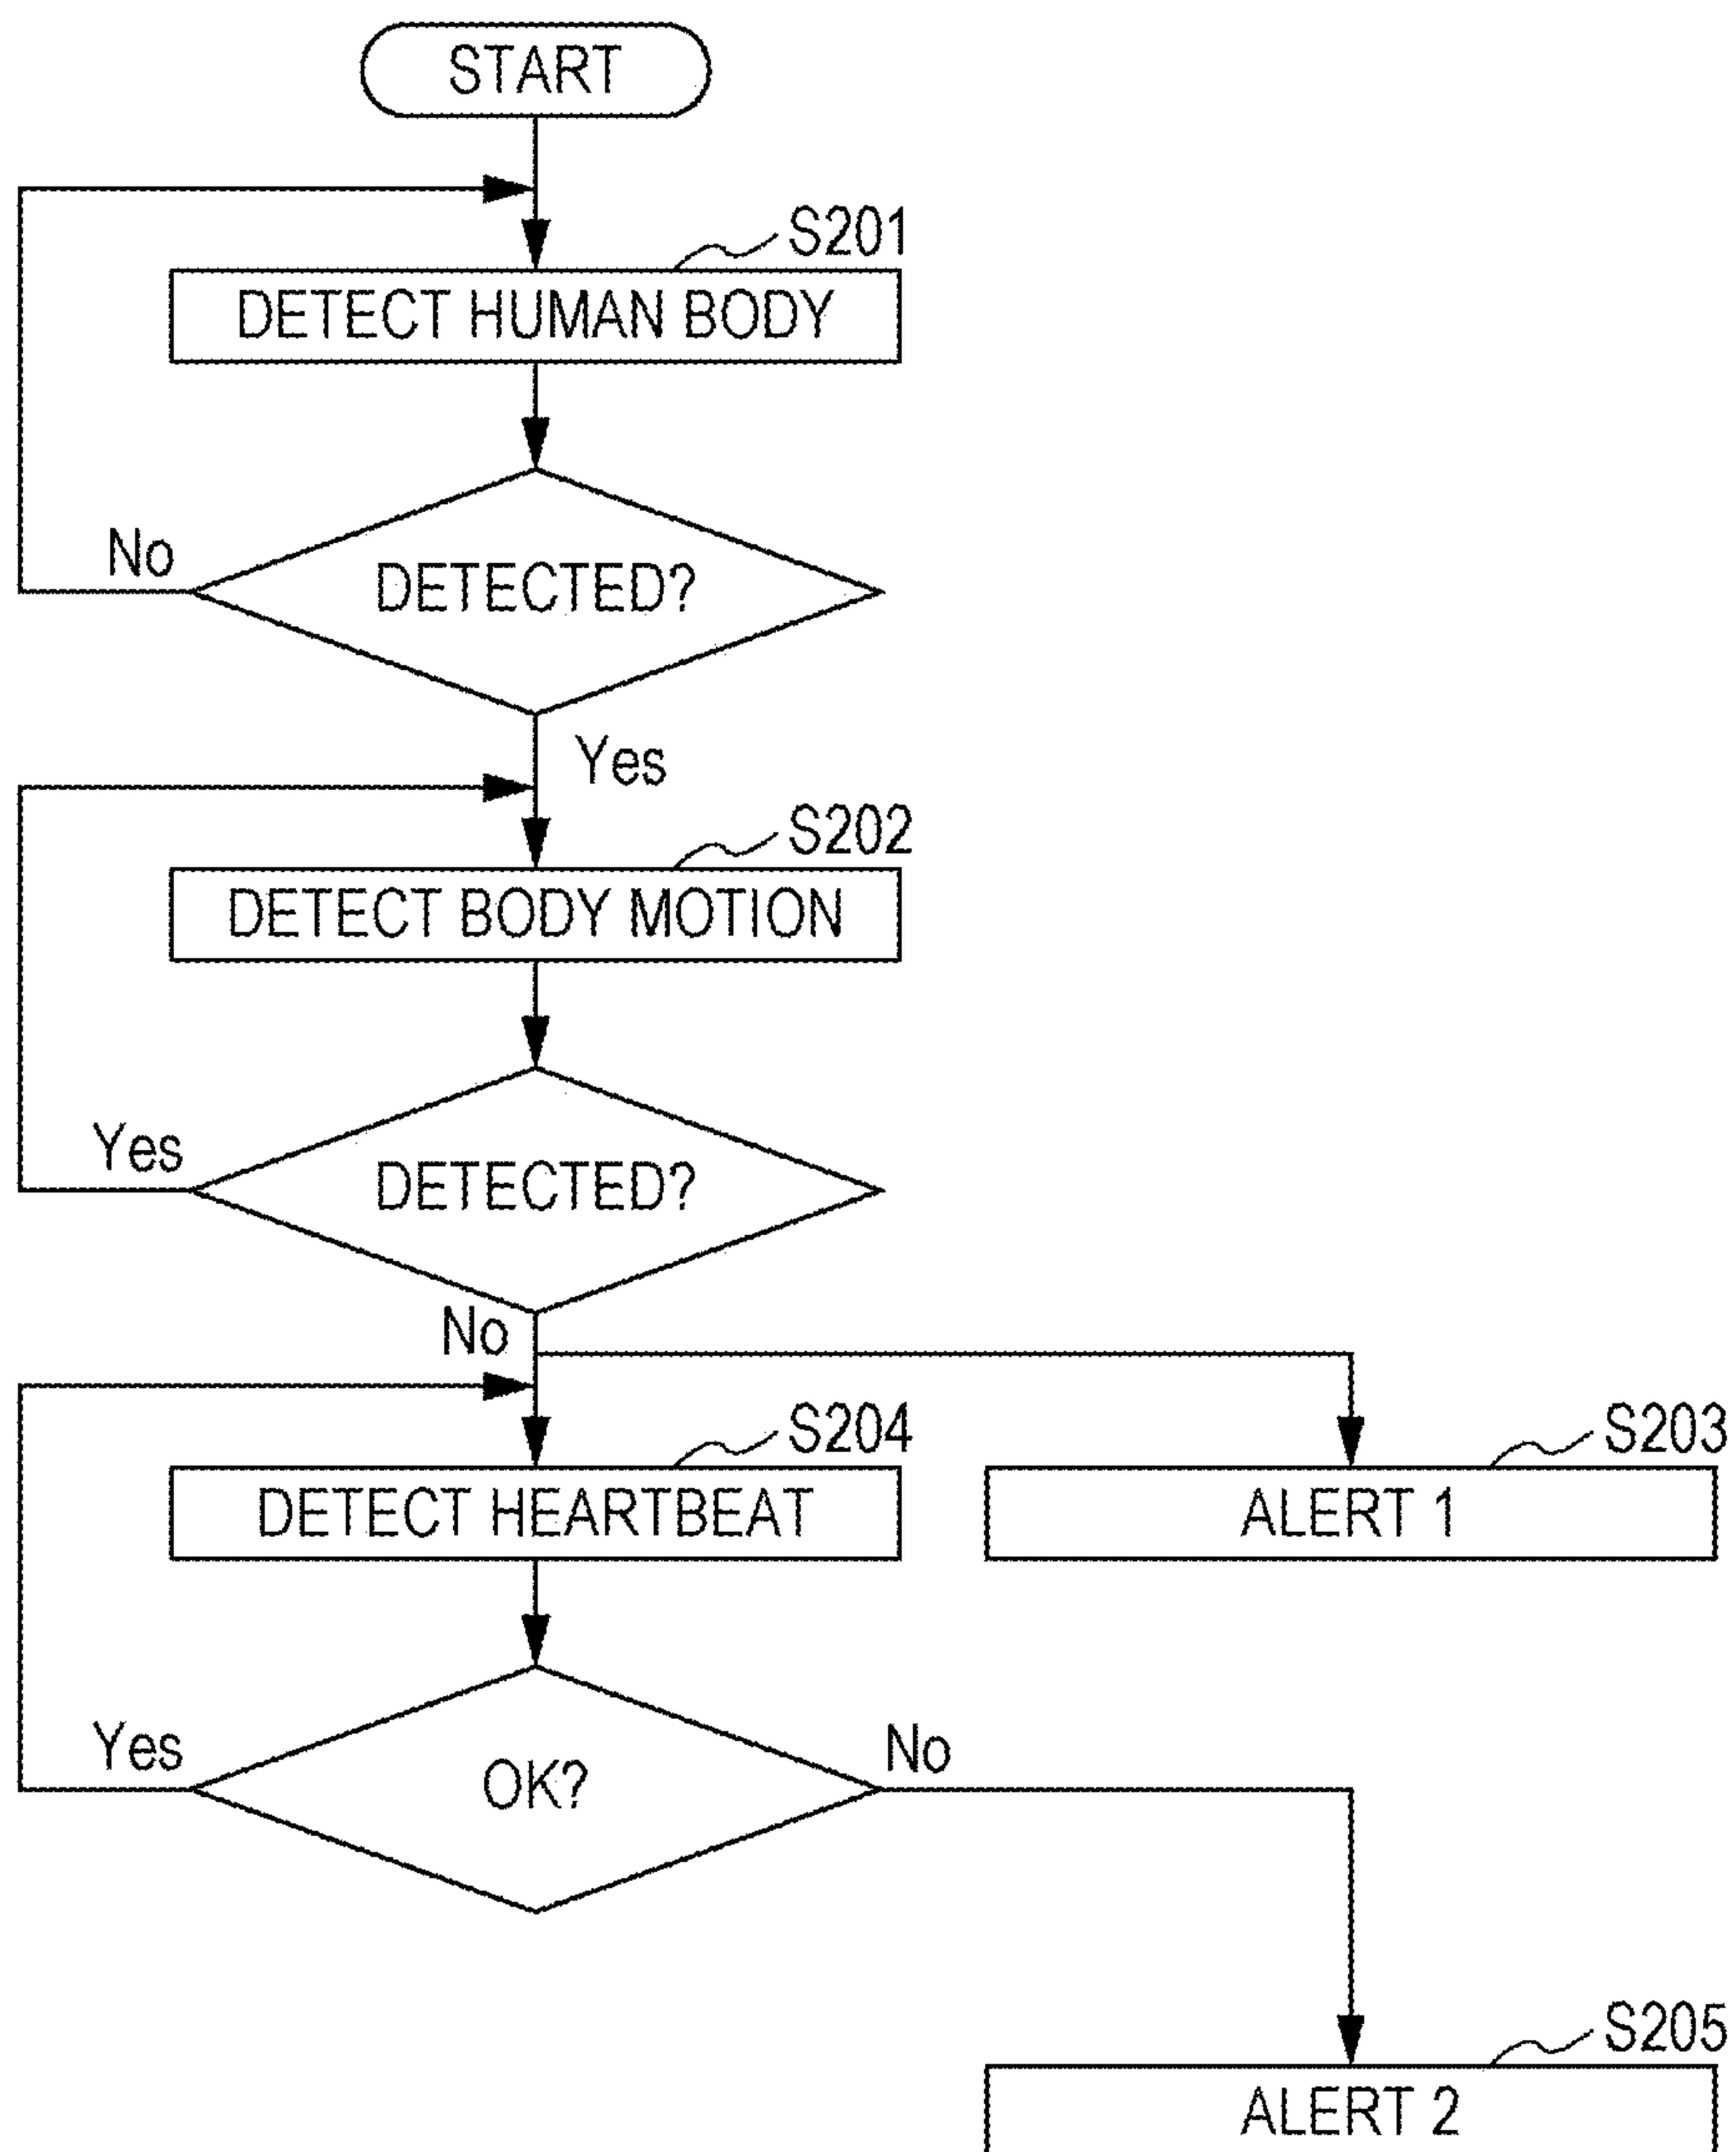 START
S201
DETECT HUMAN BODY
No
DETECTED?
Yes
S202
DETECT BODY MOTION
Yes
DETECTED?
No
S204
S203
DETECT HEARTBEAT
ALERT 1
Yes
OK?
No
S205
ALERT 2